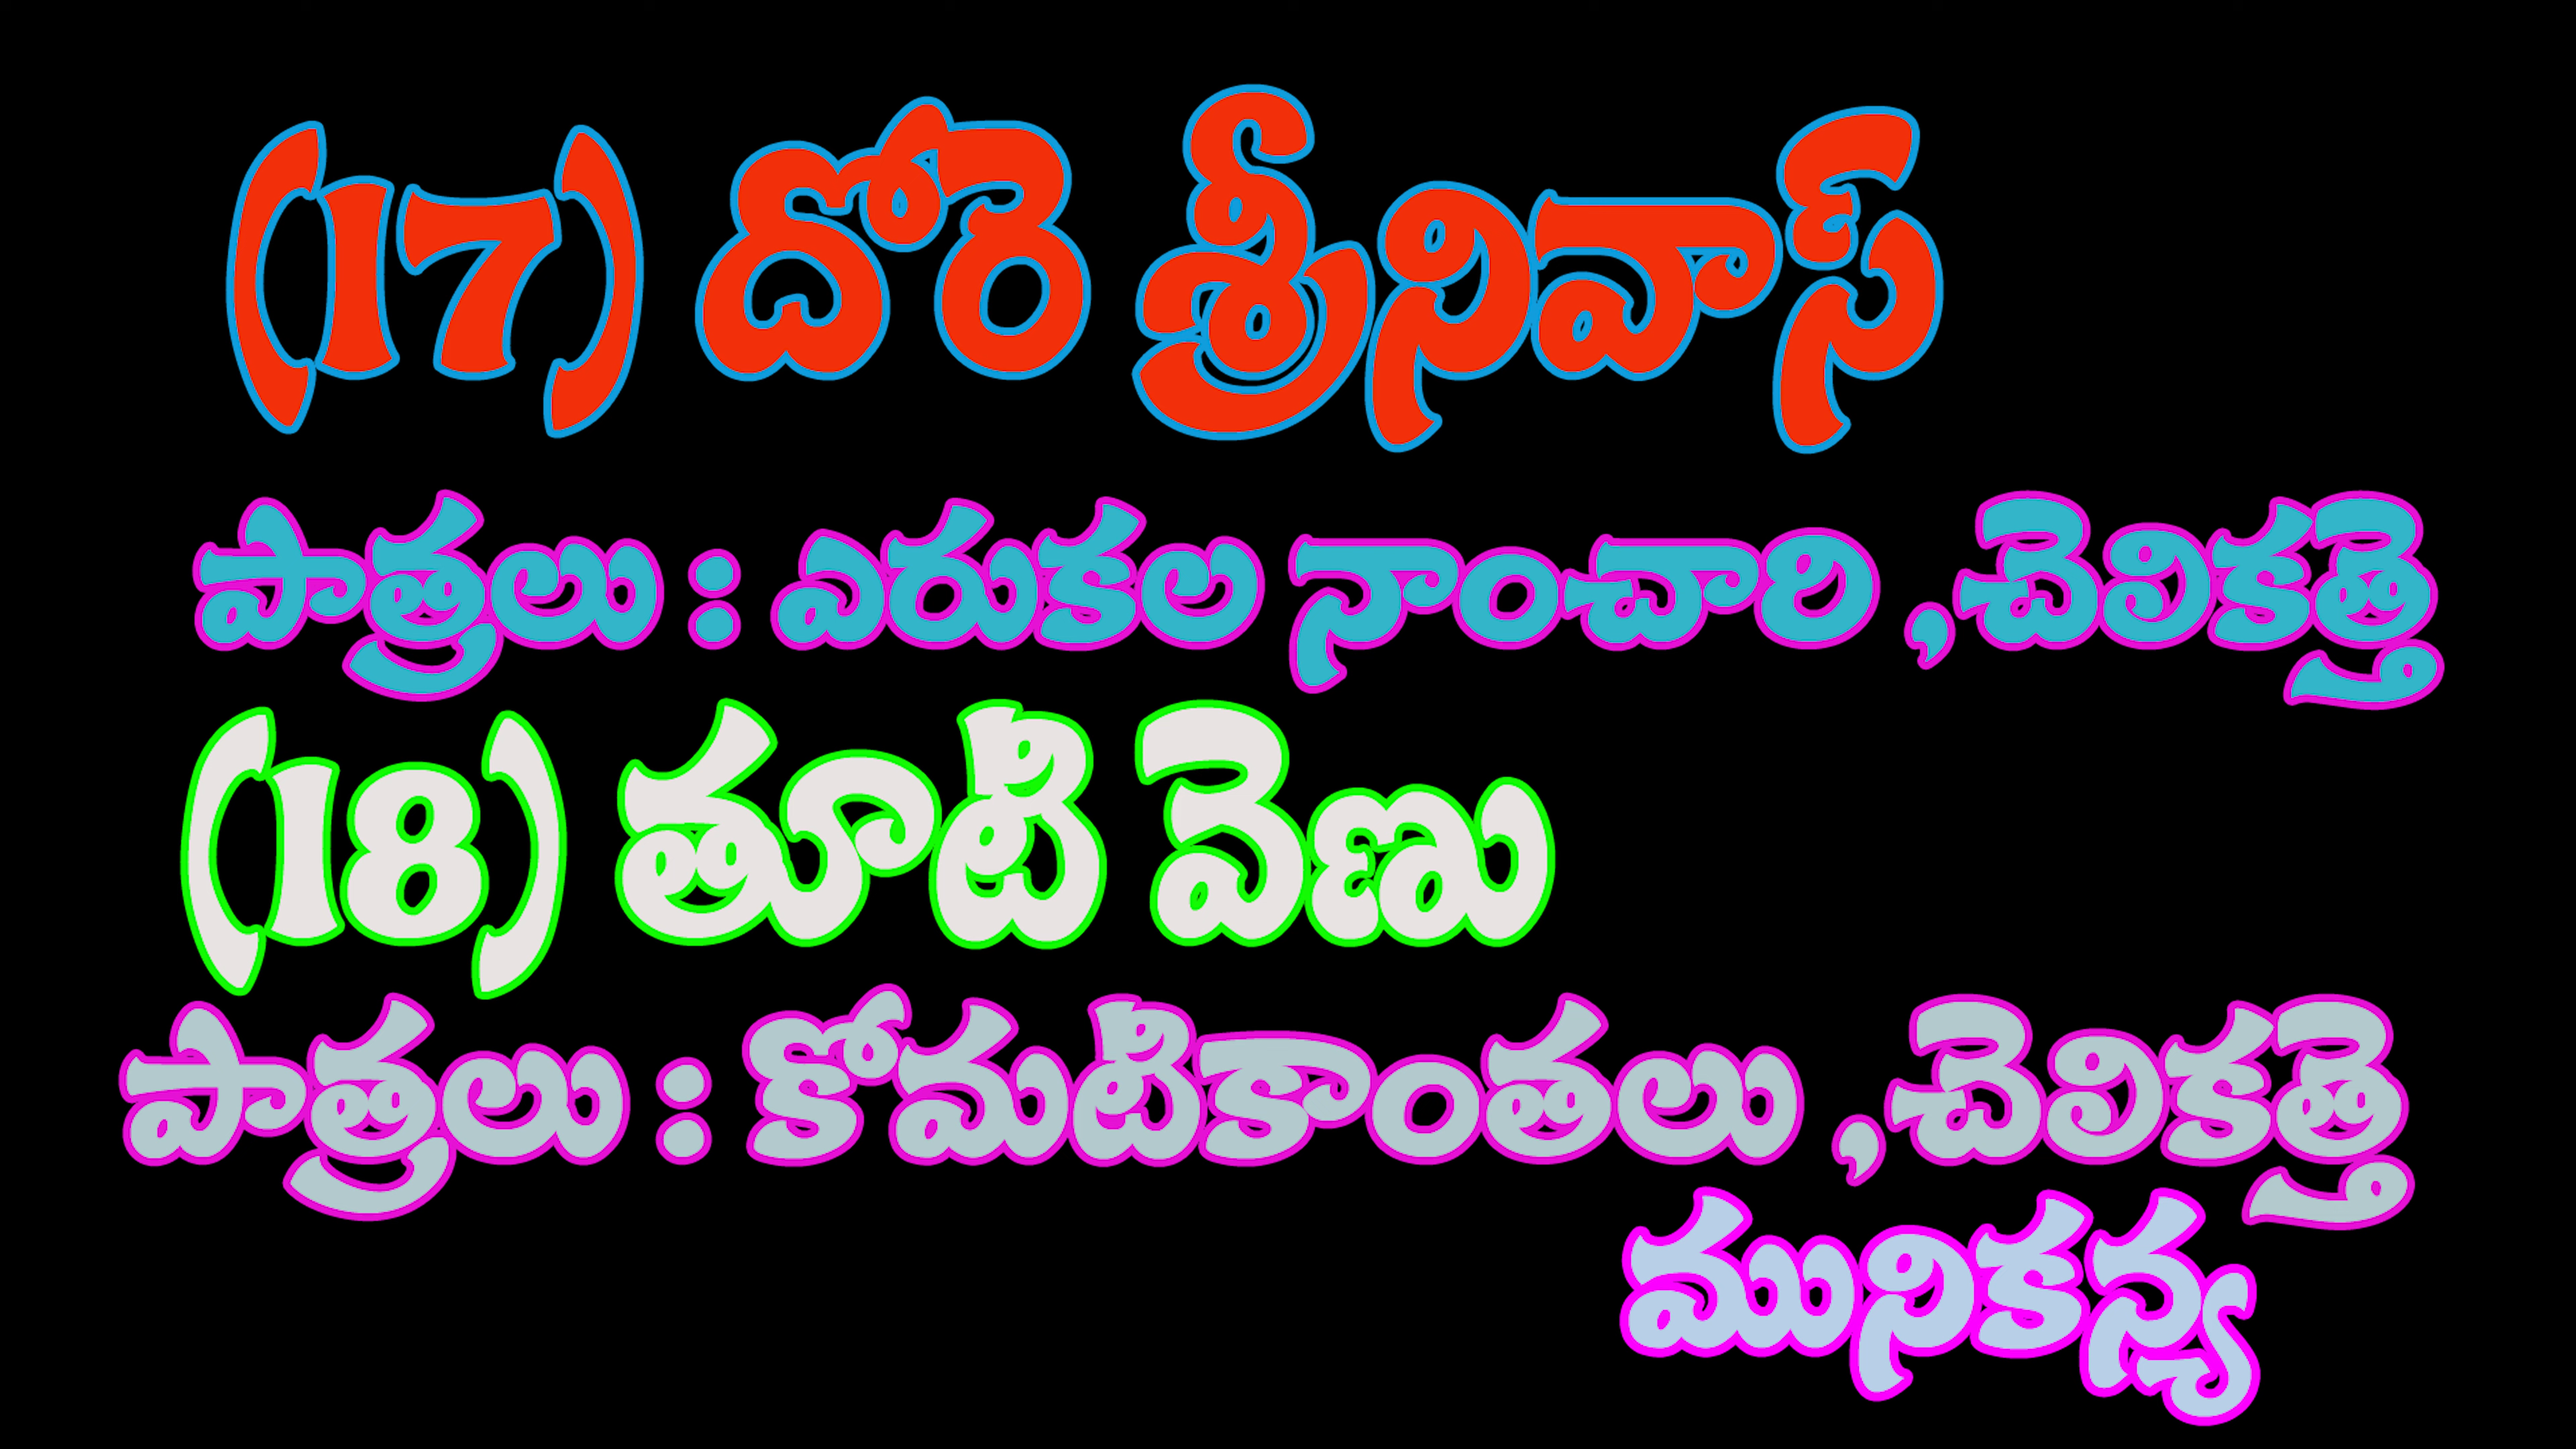 (17) దోరె శ్రీనివాస్
పాత్రలు : ఎరుకల నాంచారి ,చెలికత్తె
(18) తూటి వెణు
పాత్రలు : కోమటికాంతలు ,చెలికత్తె
మునికన్య